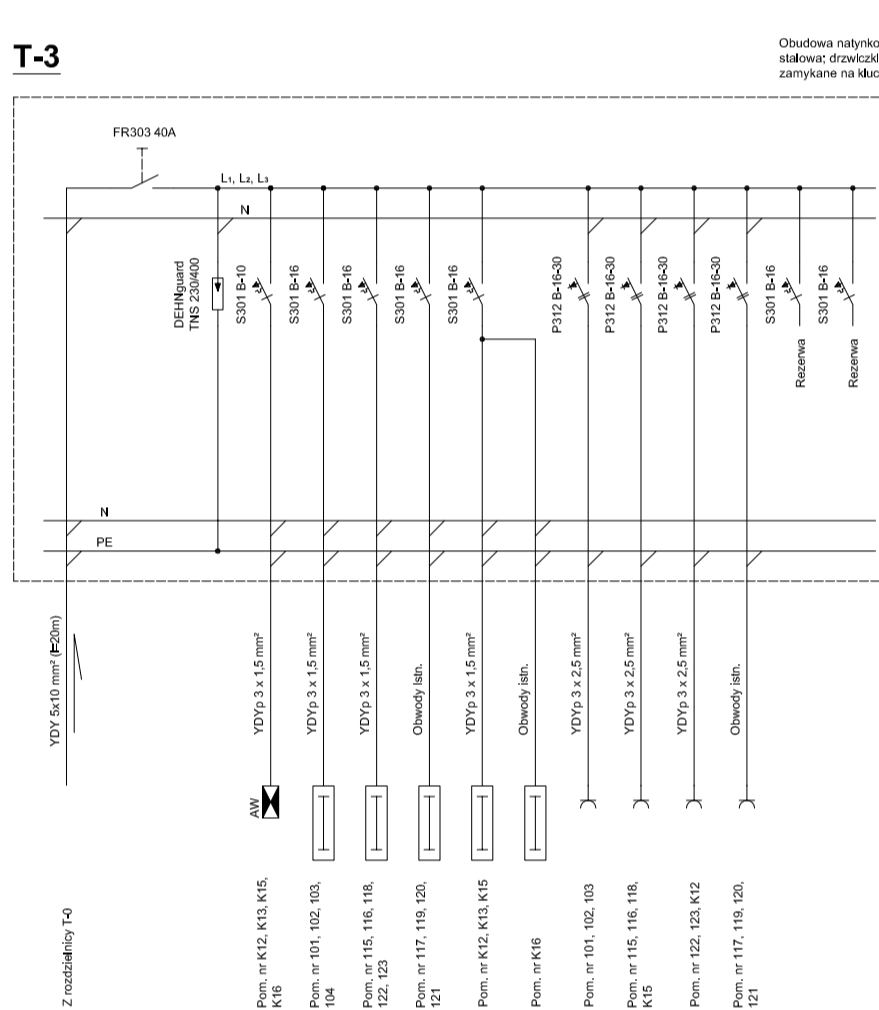 T-3
Obudowa natynko
stalowa; drzwiczki
zamykane na kluc
FR303 40A
L₁, L₂, L₃
N
DEHNguard
TNS 230/400
S301 B-10
S301 B-16
S301 B-16
S301 B-16
S301 B-16
P312 B-16-30
P312 B-16-30
P312 B-16-30
P312 B-16-30
S301 B-16
S301 B-16
Rezerwa
Rezerwa
N
PE
YDY 5x10 mm² (l=20m)
YDYp 3 x 1,5 mm²
YDYp 3 x 1,5 mm²
YDYp 3 x 1,5 mm²
Obwody istn.
YDYp 3 x 1,5 mm²
Obwody istn.
YDYp 3 x 2,5 mm²
YDYp 3 x 2,5 mm²
YDYp 3 x 2,5 mm²
Obwody istn.
AW
Z rozdzielnicy T-0
Pom. nr K12, K13, K15,
K16
Pom. nr 101, 102, 103,
104
Pom. nr 115, 116, 118,
122, 123
Pom. nr 117, 119, 120,
121
Pom. nr K12, K13, K15
Pom. nr K16
Pom. nr 101, 102, 103
Pom. nr 115, 116, 118,
K15
Pom. nr 122, 123, K12
Pom. nr 117, 119, 120,
121